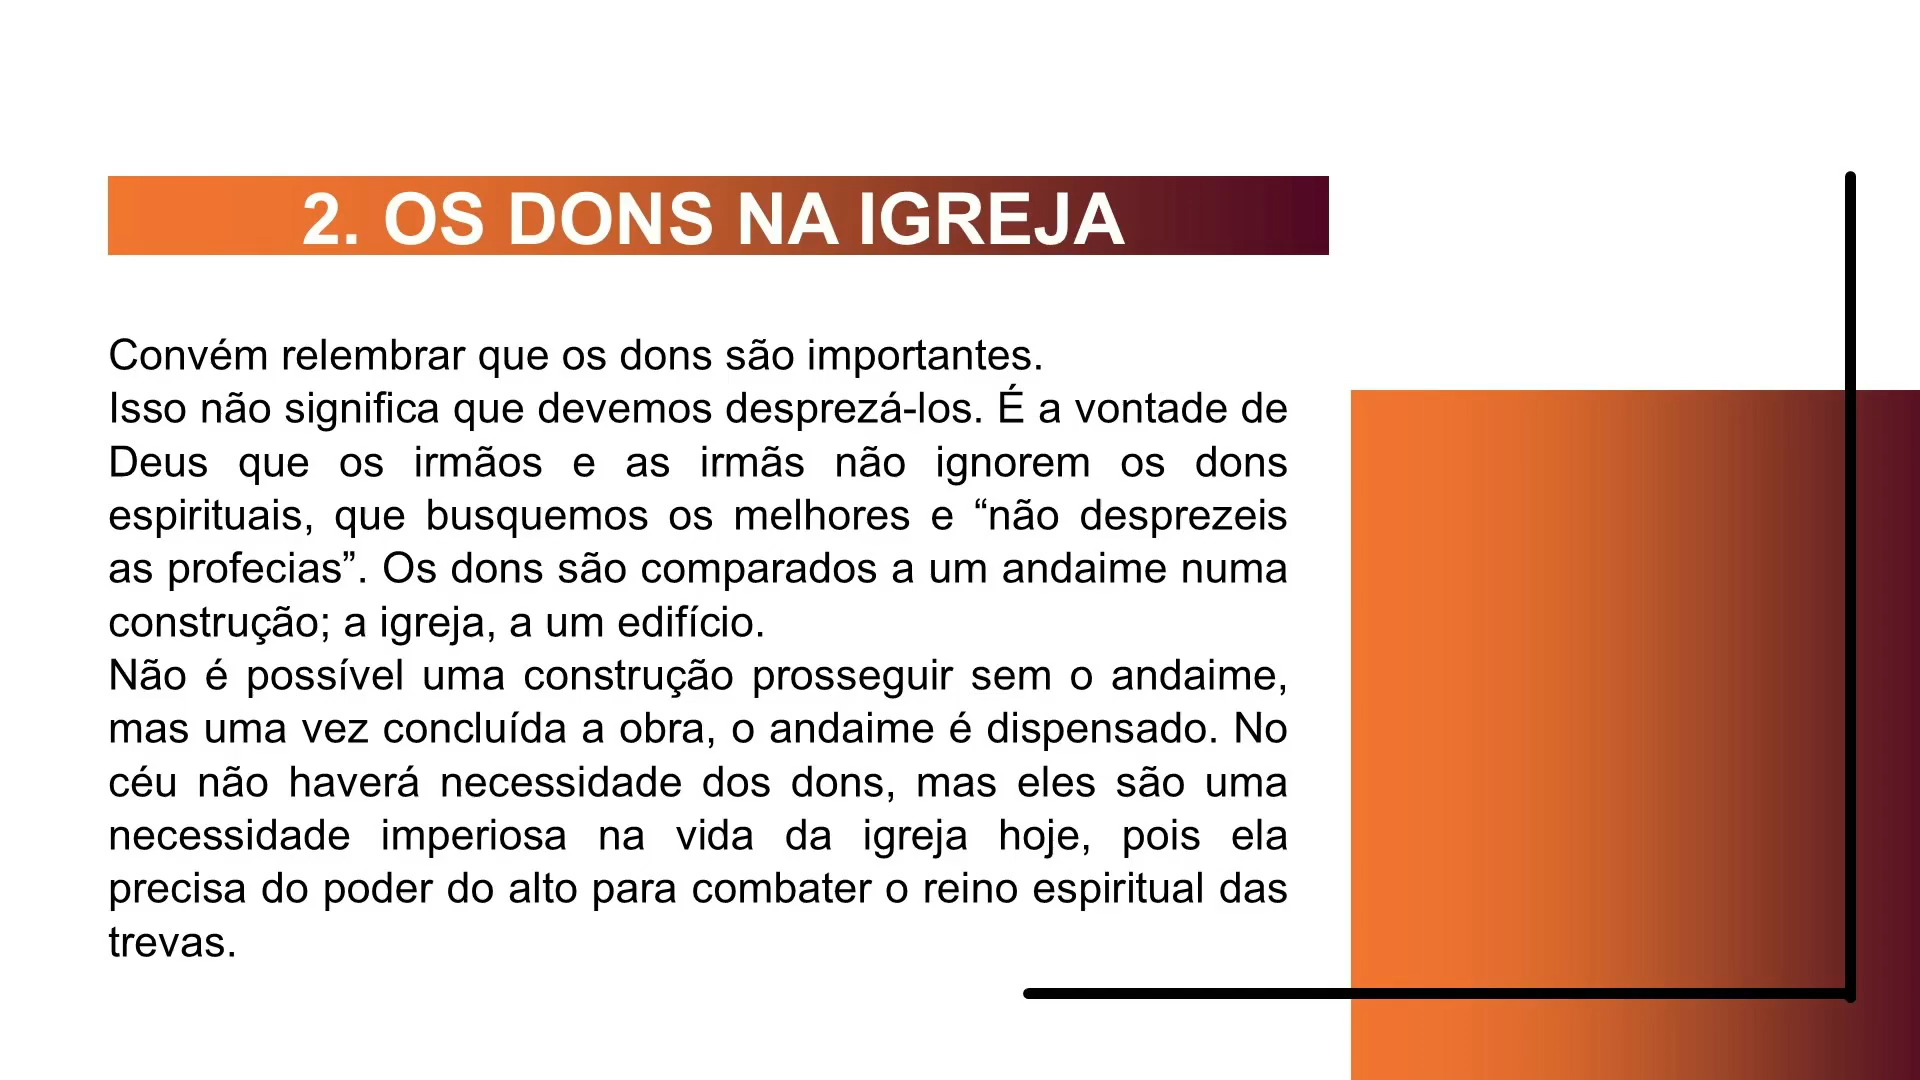 2. OS DONS NA IGREJA
Convém relembrar que os dons são importantes.
Isso não significa que devemos desprezá-los. É a vontade de
Deus que os irmãos e as irmãs não ignorem os dons
espirituais, que busquemos os melhores e “não desprezeis
as profecias”. Os dons são comparados a um andaime numa
construção; a igreja, a um edifício.
Não é possível uma construção prosseguir sem o andaime,
mas uma vez concluída a obra, o andaime é dispensado. No
céu não haverá necessidade dos dons, mas eles são uma
necessidade imperiosa na vida da igreja hoje, pois ela
precisa do poder do alto para combater o reino espiritual das
trevas.